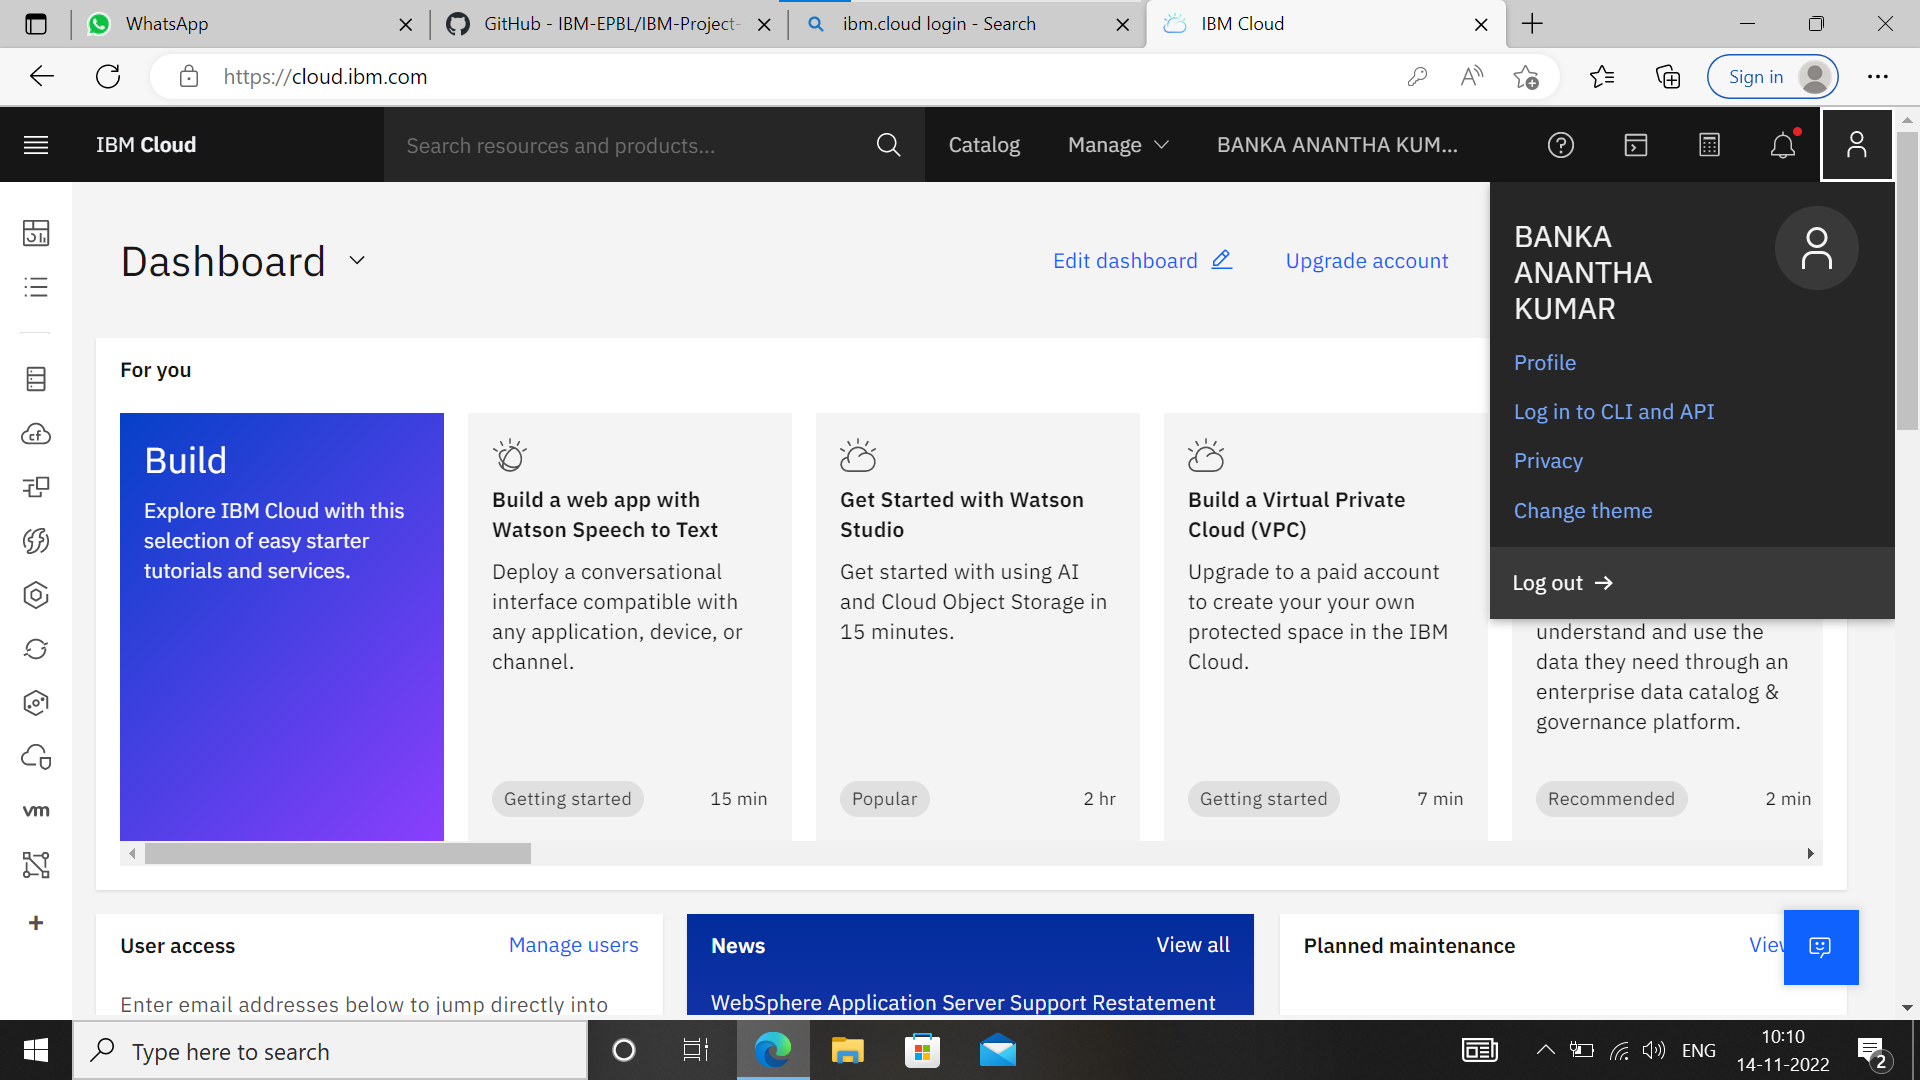 WhatsApp
GitHub - IBM-EPBL/IBM-Project-
ibm.cloud login - Search
IBM Cloud
https://cloud.ibm.com
Sign in
IBM Cloud
Search resources and products...
Catalog
Manage
BANKA ANANTHA KUM...
Dashboard
Edit dashboard
Upgrade account
BANKA
ANANTHA
KUMAR
Profile
Log in to CLI and API
Privacy
Change theme
Log out
For you
Build
Explore IBM Cloud with this
selection of easy starter
tutorials and services.
Build a web app with
Watson Speech to Text
Deploy a conversational
interface compatible with
any application, device, or
channel.
Getting started
15 min
Get Started with Watson
Studio
Get started with using AI
and Cloud Object Storage in
15 minutes.
Popular
2 hr
Build a Virtual Private
Cloud (VPC)
Upgrade to a paid account
to create your your own
protected space in the IBM
Cloud.
Getting started
7 min
understand and use the
data they need through an
enterprise data catalog &
governance platform.
Recommended
2 min
cf
vm
User access
Manage users
Enter email addresses below to jump directly into
News
View all
WebSphere Application Server Support Restatement
Planned maintenance
Type here to search
ENG
10:10
14-11-2022
2